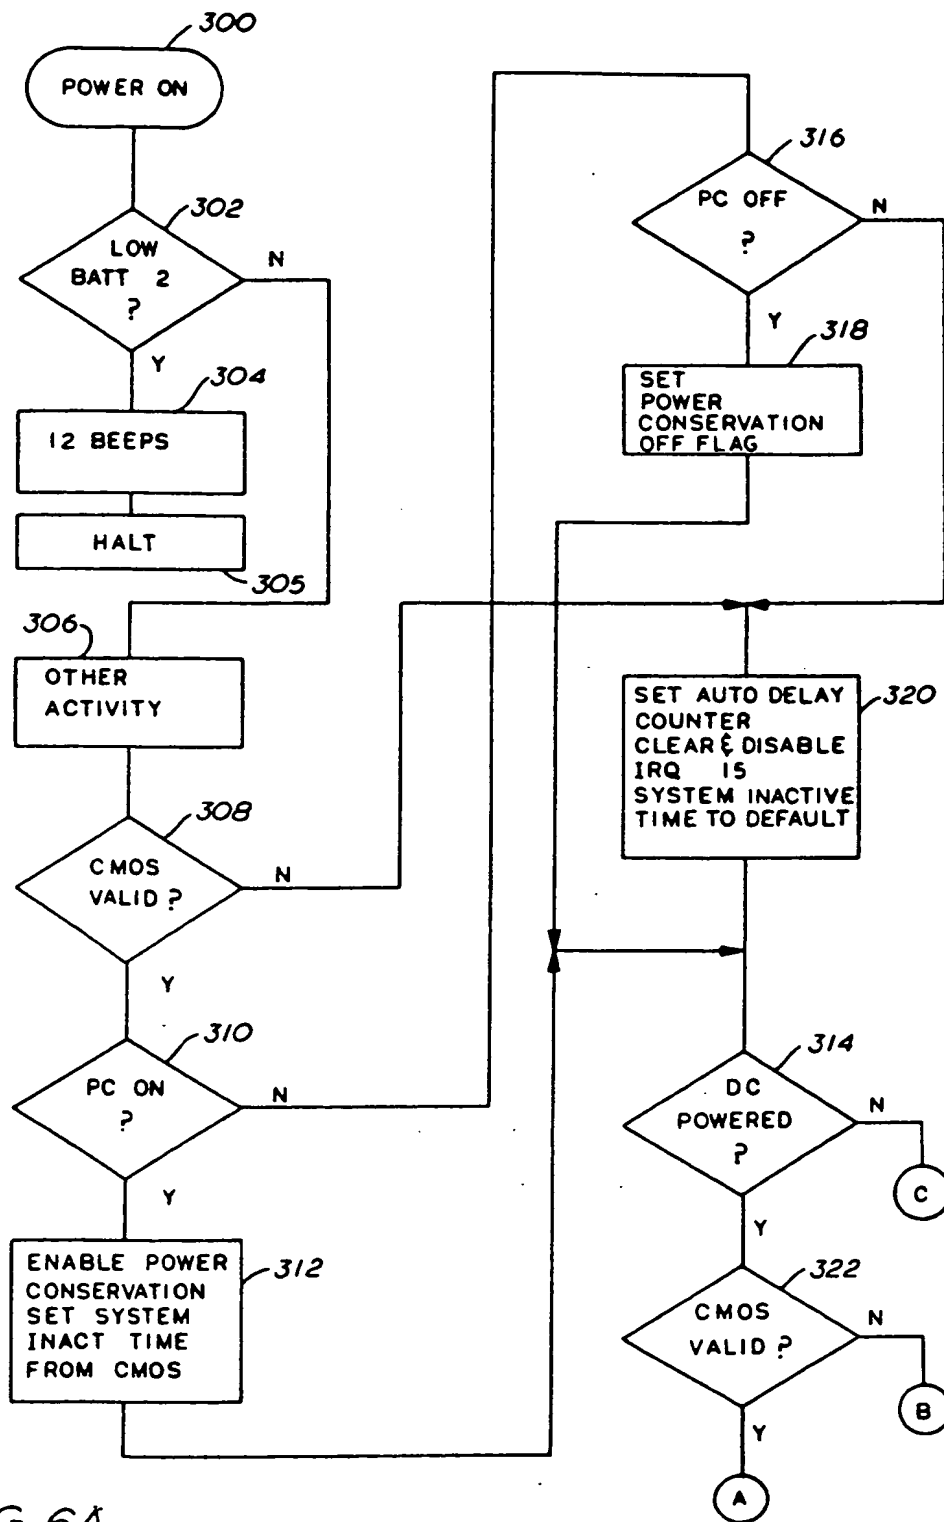 300
POWER ON
302
LOW
BATT 2
?
N
Y
304
12 BEEPS
HALT
305
306
OTHER
ACTIVITY
308
CMOS
VALID ?
N
Y
310
PC ON
?
N
Y
312
ENABLE POWER
CONSERVATION
SET SYSTEM
INACT TIME
FROM CMOS
316
PC OFF
?
N
Y
318
SET
POWER
CONSERVATION
OFF FLAG
320
SET AUTO DELAY
COUNTER
CLEAR & DISABLE
IRQ 15
SYSTEM INACTIVE
TIME TO DEFAULT
314
DC
POWERED
?
N
C
Y
322
CMOS
VALID ?
N
B
Y
A
G. 6A